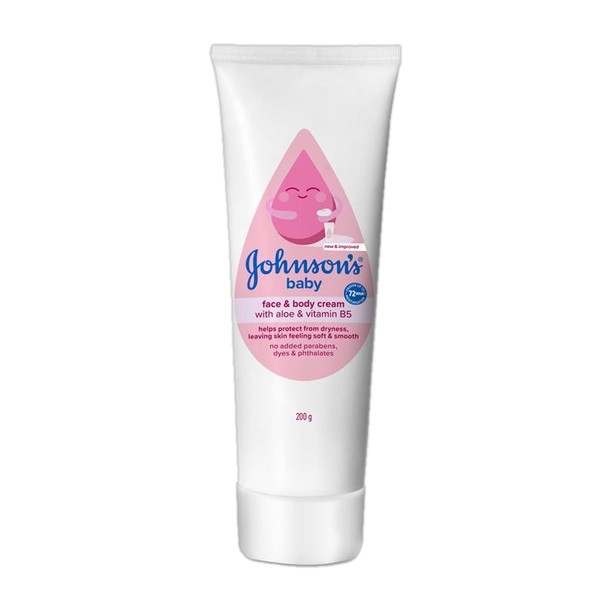 new & improved
Johnson's®
baby
72 HOUR
face & body cream
with aloe & vitamin B5
helps protect from dryness,
leaving skin feeling soft & smooth
no added parabens,
dyes & phthalates
200 g